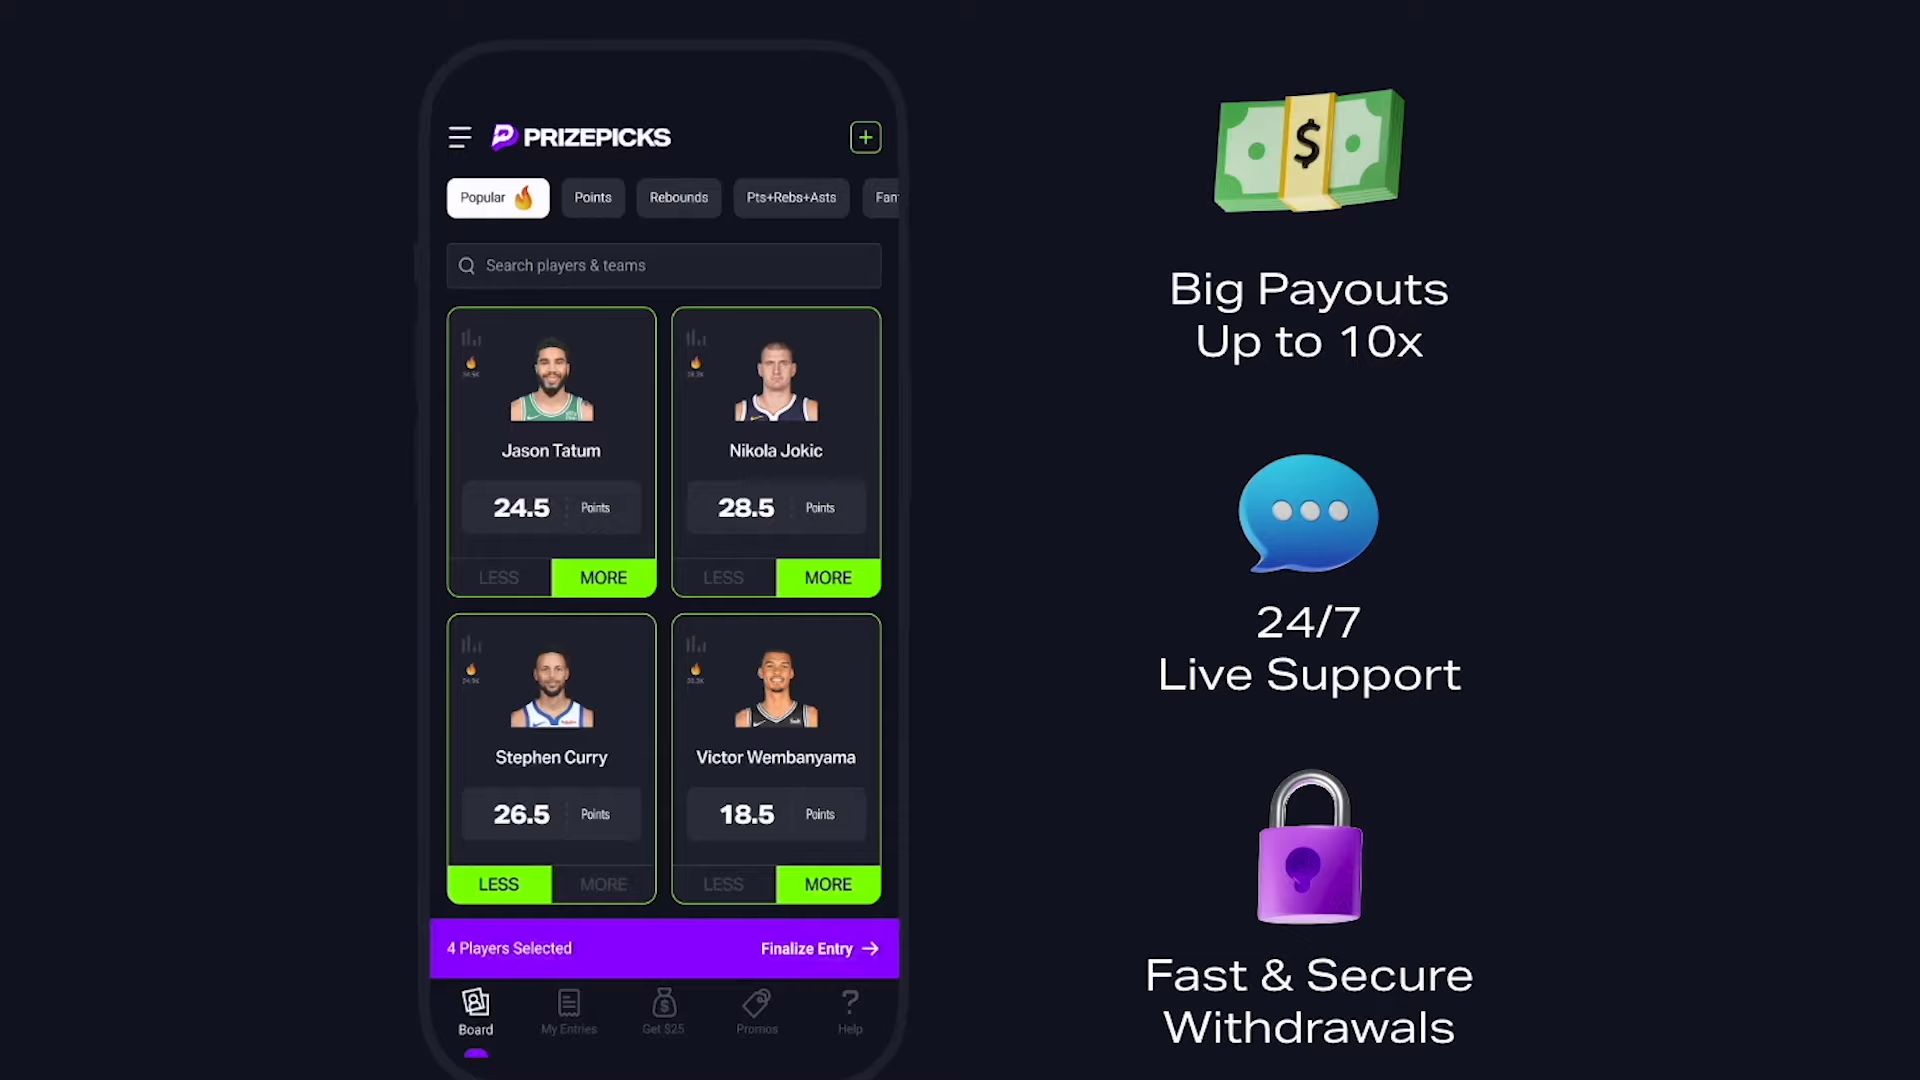 PRIZEPICKS
Popular
Points
Rebounds
Pts+Rebs+Asts
Search players & teams
Jason Tatum
24.5 Points
LESS MORE
Nikola Jokic
28.5 Points
LESS MORE
Stephen Curry
26.5 Points
LESS MORE
Victor Wembanyama
18.5 Points
LESS MORE
4 Players Selected
Finalize Entry
Board
My Entries
Get $25
Promos
Help
Big Payouts
Up to 10x
24/7
Live Support
Fast & Secure
Withdrawals